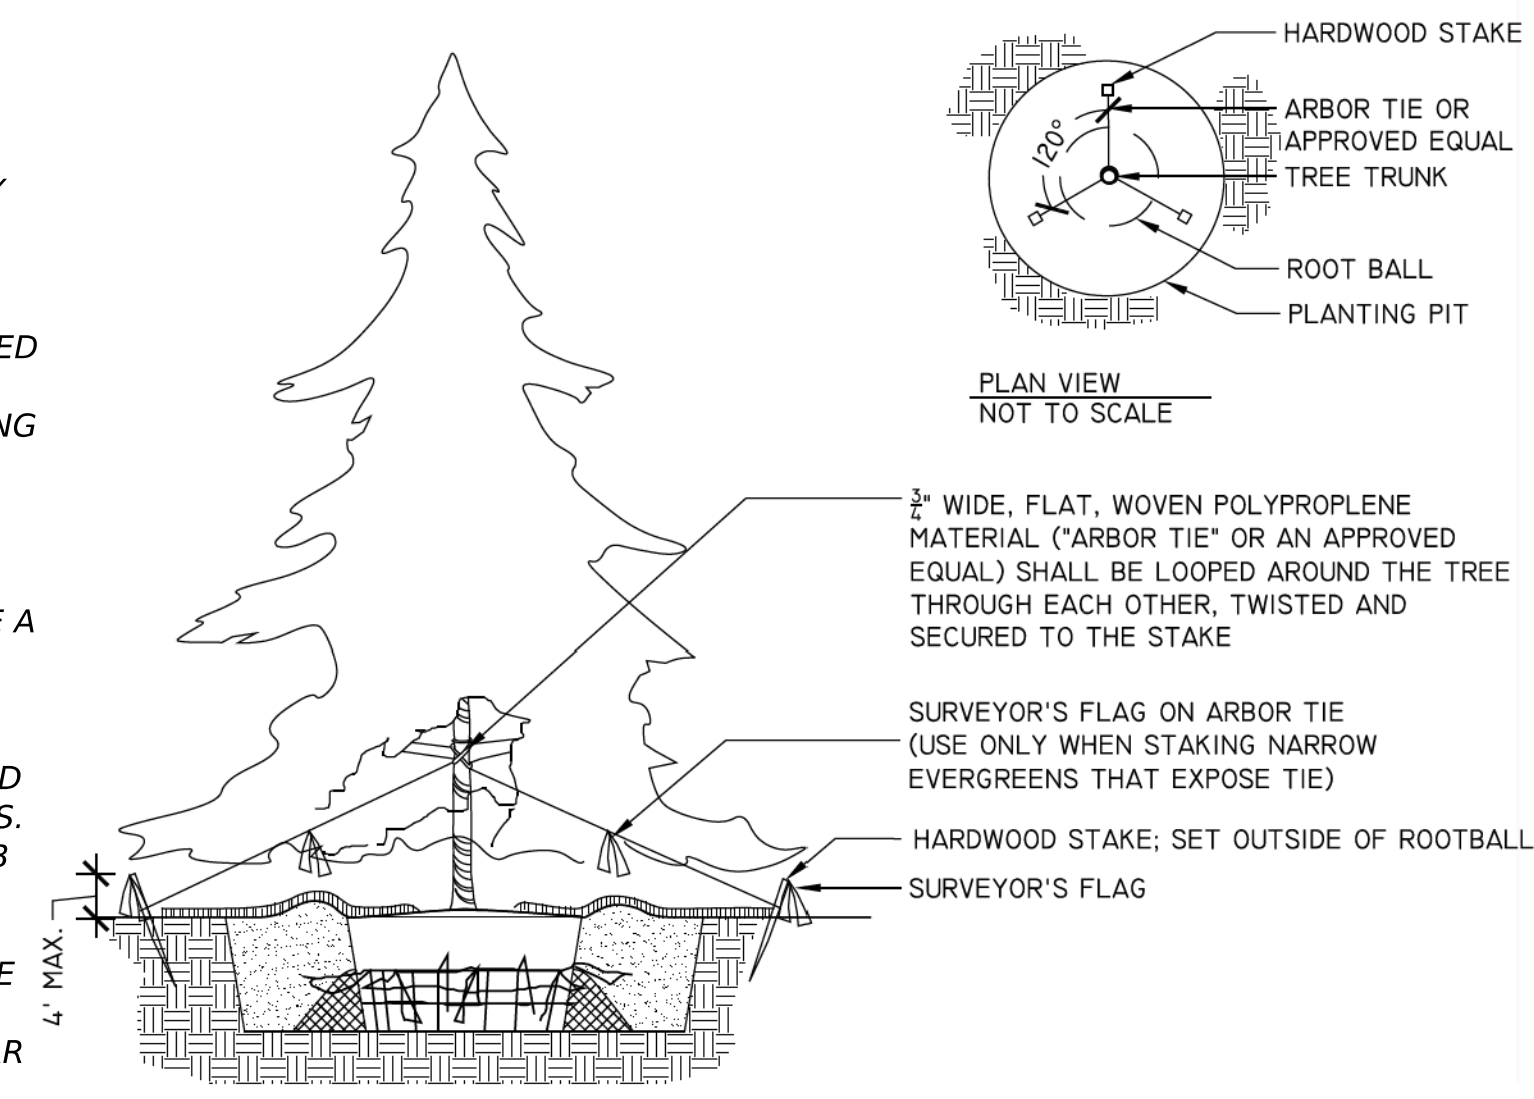 Y
ED
NG
E A
D
S.
B
E
AR
HARDWOOD STAKE
ARBOR TIE OR
APPROVED EQUAL
120°
TREE TRUNK
ROOT BALL
PLANTING PIT
PLAN VIEW
NOT TO SCALE
3/4" WIDE, FLAT, WOVEN POLYPROPLENE
MATERIAL ("ARBOR TIE" OR AN APPROVED
EQUAL) SHALL BE LOOPED AROUND THE TREE
THROUGH EACH OTHER, TWISTED AND
SECURED TO THE STAKE
SURVEYOR'S FLAG ON ARBOR TIE
(USE ONLY WHEN STAKING NARROW
EVERGREENS THAT EXPOSE TIE)
HARDWOOD STAKE; SET OUTSIDE OF ROOTBALL
SURVEYOR'S FLAG
4' MAX.